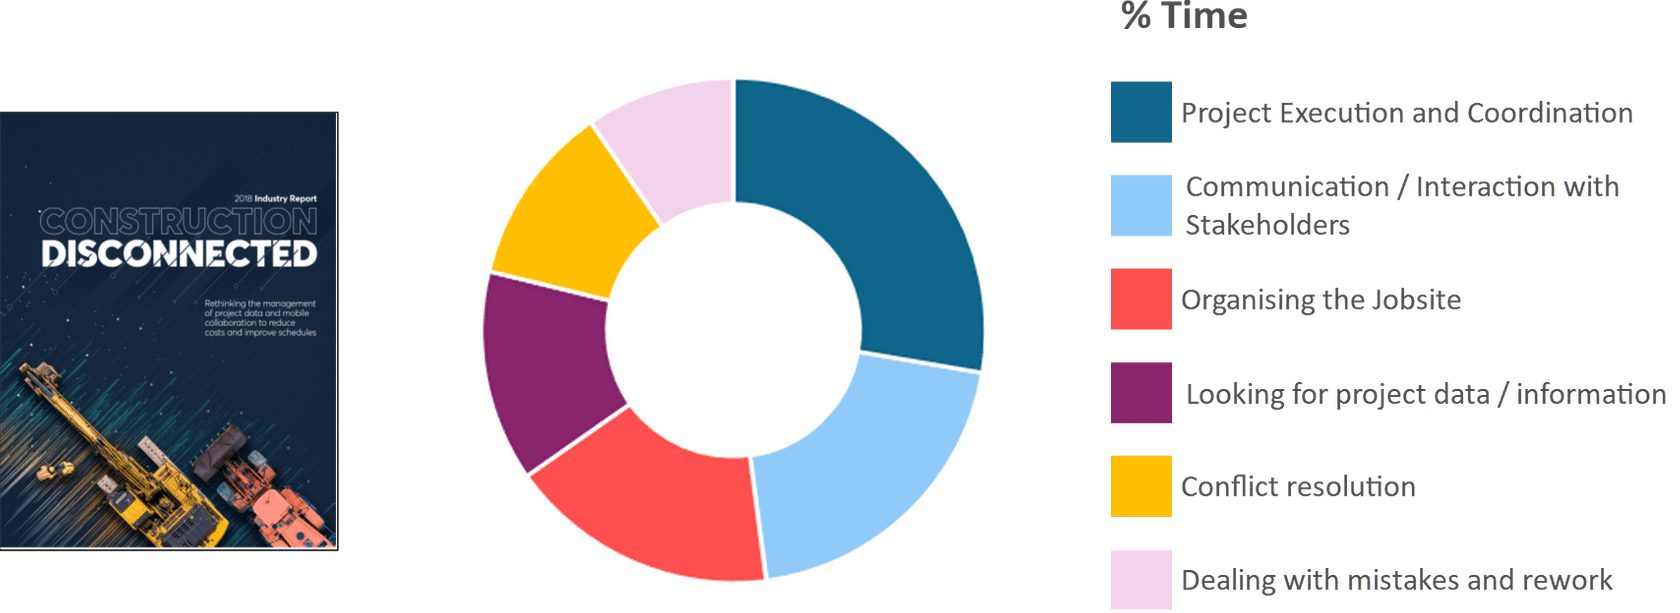 % Time
2018 Industry Report
CONSTRUCTION
DISCONNECTED
Rethinking the management
of project data and mobile
collaboration to reduce
costs and improve schedules
Project Execution and Coordination
Communication / Interaction with
Stakeholders
Organising the Jobsite
Looking for project data / information
Conflict resolution
Dealing with mistakes and rework